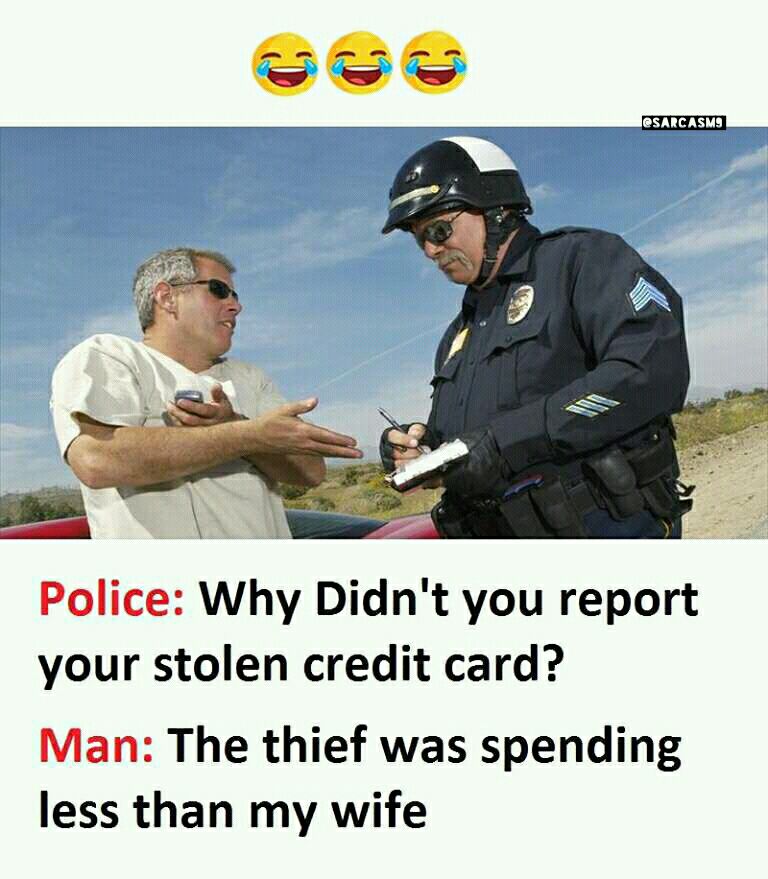 @SARCASM9
Police: Why Didn't you report
your stolen credit card?
Man: The thief was spending
less than my wife